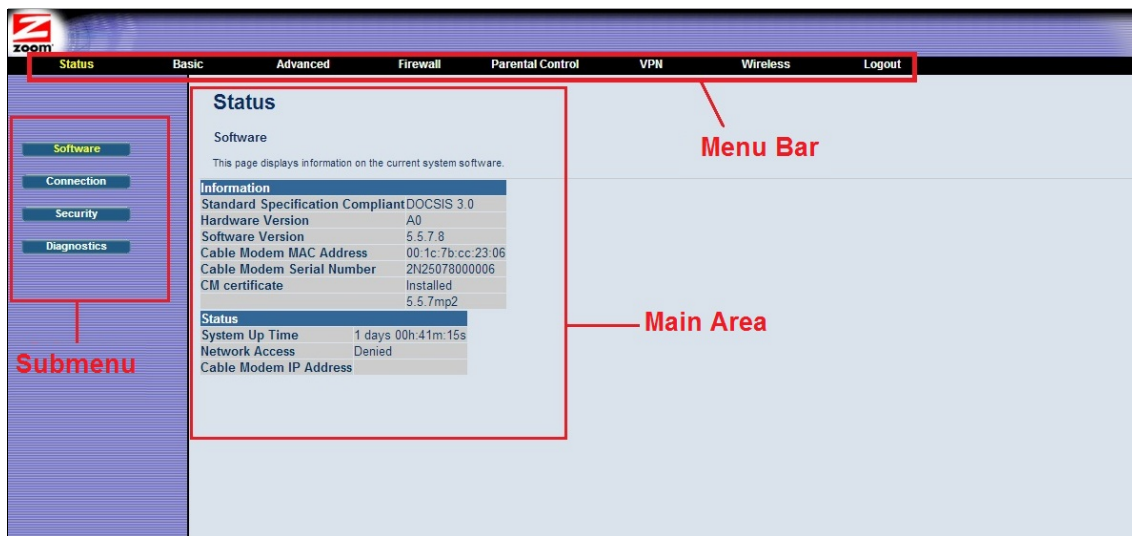 zoom
Status Basic Advanced Firewall Parental Control VPN Wireless Logout
Menu Bar
Software
Connection
Security
Diagnostics
Submenu
Status
Software
This page displays information on the current system software.
Information
Standard Specification Compliant DOCSIS 3.0
Hardware Version A0
Software Version 5.5.7.8
Cable Modem MAC Address 00:1c:7b:cc:23:06
Cable Modem Serial Number 2N25078000006
CM certificate Installed
5.5.7mp2
Status
System Up Time 1 days 00h:41m:15s
Network Access Denied
Cable Modem IP Address
Main Area